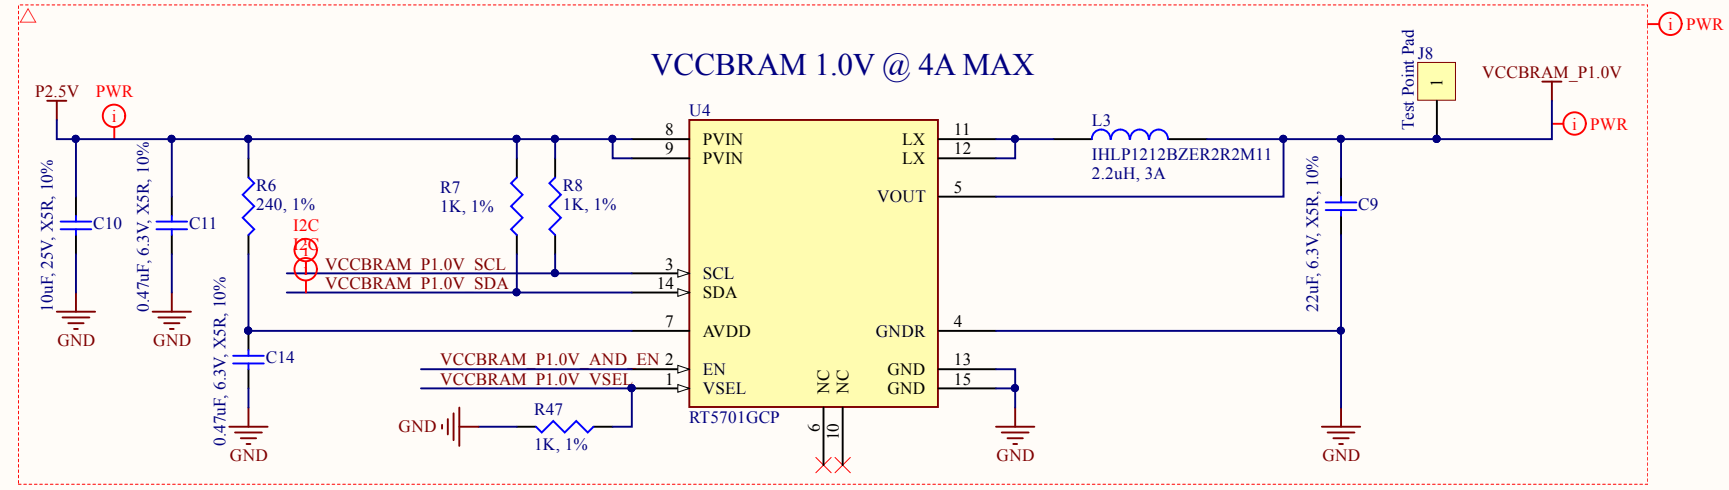 VCCBRAM 1.0V @ 4A MAX
i PWR
P2.5V
PWR
i
10uF, 25V, X5R, 10%
C10
GND
0.47uF, 6.3V, X5R, 10%
C11
GND
R6
240, 1%
0.47uF, 6.3V, X5R, 10%
C14
GND
R7
1K, 1%
R8
1K, 1%
I2C
I2C
i
i
VCCBRAM_P1.0V_SCL
VCCBRAM_P1.0V_SDA
VCCBRAM_P1.0V_AND_EN
VCCBRAM_P1.0V_VSEL
GND
R47
1K, 1%
U4
8 PVIN
9 PVIN
3 SCL
14 SDA
7 AVDD
2 EN
1 VSEL
LX 11
LX 12
VOUT 5
GNDR 4
GND 13
GND 15
NC 6
NC 10
RT5701GCP
GND
L3
IHLP1212BZER2R2M11
2.2uH, 3A
22uF, 6.3V, X5R, 10%
C9
GND
Test Point Pad
J8
1
VCCBRAM_P1.0V
i PWR